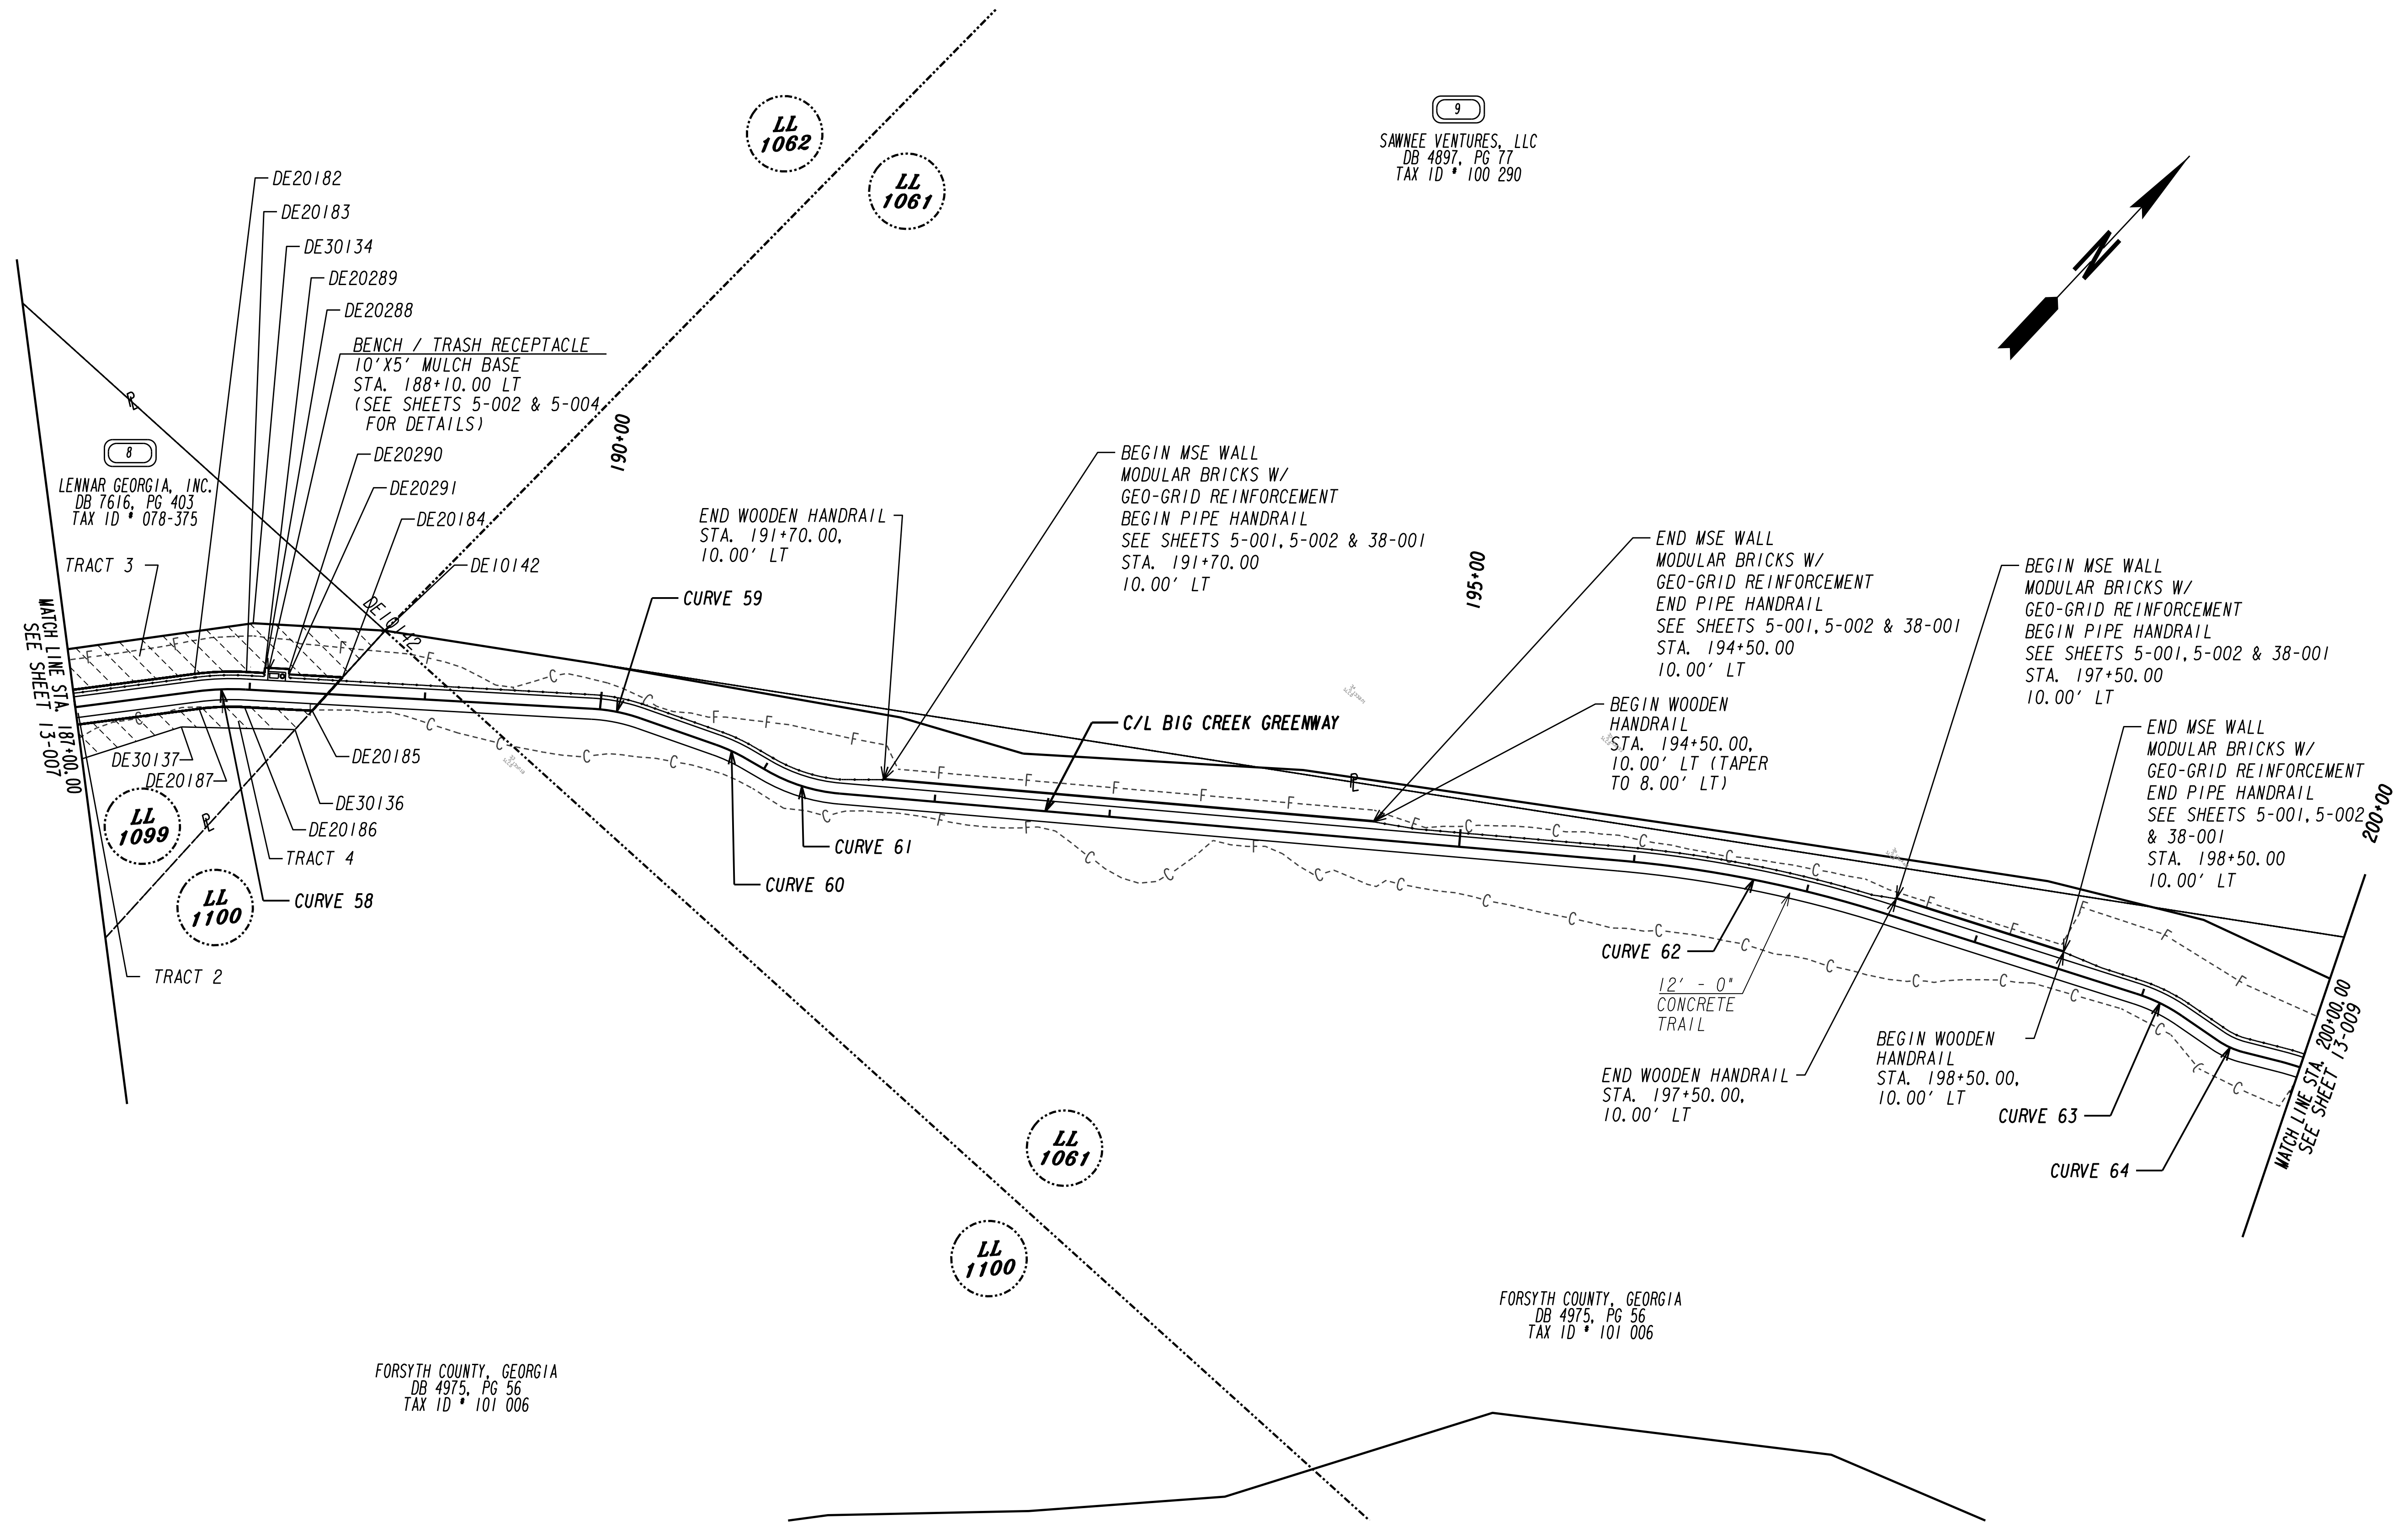 LL
1062
LL
1061
9
SAWNEE VENTURES, LLC
DB 4897, PG 77
TAX ID # 100 290
N
DE20182
DE20183
DE30134
DE20289
DE20288
BENCH / TRASH RECEPTACLE
10'X5' MULCH BASE
STA. 188+10.00 LT
(SEE SHEETS 5-002 & 5-004
FOR DETAILS)
DE20290
DE20291
DE20184
DE10142
DE10142
8
LENNAR GEORGIA, INC.
DB 7616, PG 403
TAX ID # 078-375
TRACT 3
MATCH LINE STA. 187+00.00
SEE SHEET 13-007
190+00
END WOODEN HANDRAIL
STA. 191+70.00,
10.00' LT
CURVE 59
BEGIN MSE WALL
MODULAR BRICKS W/
GEO-GRID REINFORCEMENT
BEGIN PIPE HANDRAIL
SEE SHEETS 5-001, 5-002 & 38-001
STA. 191+70.00
10.00' LT
C/L BIG CREEK GREENWAY
195+00
END MSE WALL
MODULAR BRICKS W/
GEO-GRID REINFORCEMENT
END PIPE HANDRAIL
SEE SHEETS 5-001, 5-002 & 38-001
STA. 194+50.00
10.00' LT
BEGIN WOODEN
HANDRAIL
STA. 194+50.00,
10.00' LT (TAPER
TO 8.00' LT)
BEGIN MSE WALL
MODULAR BRICKS W/
GEO-GRID REINFORCEMENT
BEGIN PIPE HANDRAIL
SEE SHEETS 5-001, 5-002 & 38-001
STA. 197+50.00
10.00' LT
END MSE WALL
MODULAR BRICKS W/
GEO-GRID REINFORCEMENT
END PIPE HANDRAIL
SEE SHEETS 5-001, 5-002
& 38-001
STA. 198+50.00
10.00' LT
200+00
DE30137
DE20187
DE20185
DE30136
DE20186
TRACT 4
CURVE 58
LL
1099
LL
1100
TRACT 2
CURVE 61
CURVE 60
CURVE 62
12' - 0"
CONCRETE
TRAIL
END WOODEN HANDRAIL
STA. 197+50.00,
10.00' LT
BEGIN WOODEN
HANDRAIL
STA. 198+50.00,
10.00' LT
CURVE 63
CURVE 64
MATCH LINE STA. 200+00.00
SEE SHEET 13-009
LL
1061
LL
1100
FORSYTH COUNTY, GEORGIA
DB 4975, PG 56
TAX ID # 101 006
FORSYTH COUNTY, GEORGIA
DB 4975, PG 56
TAX ID # 101 006